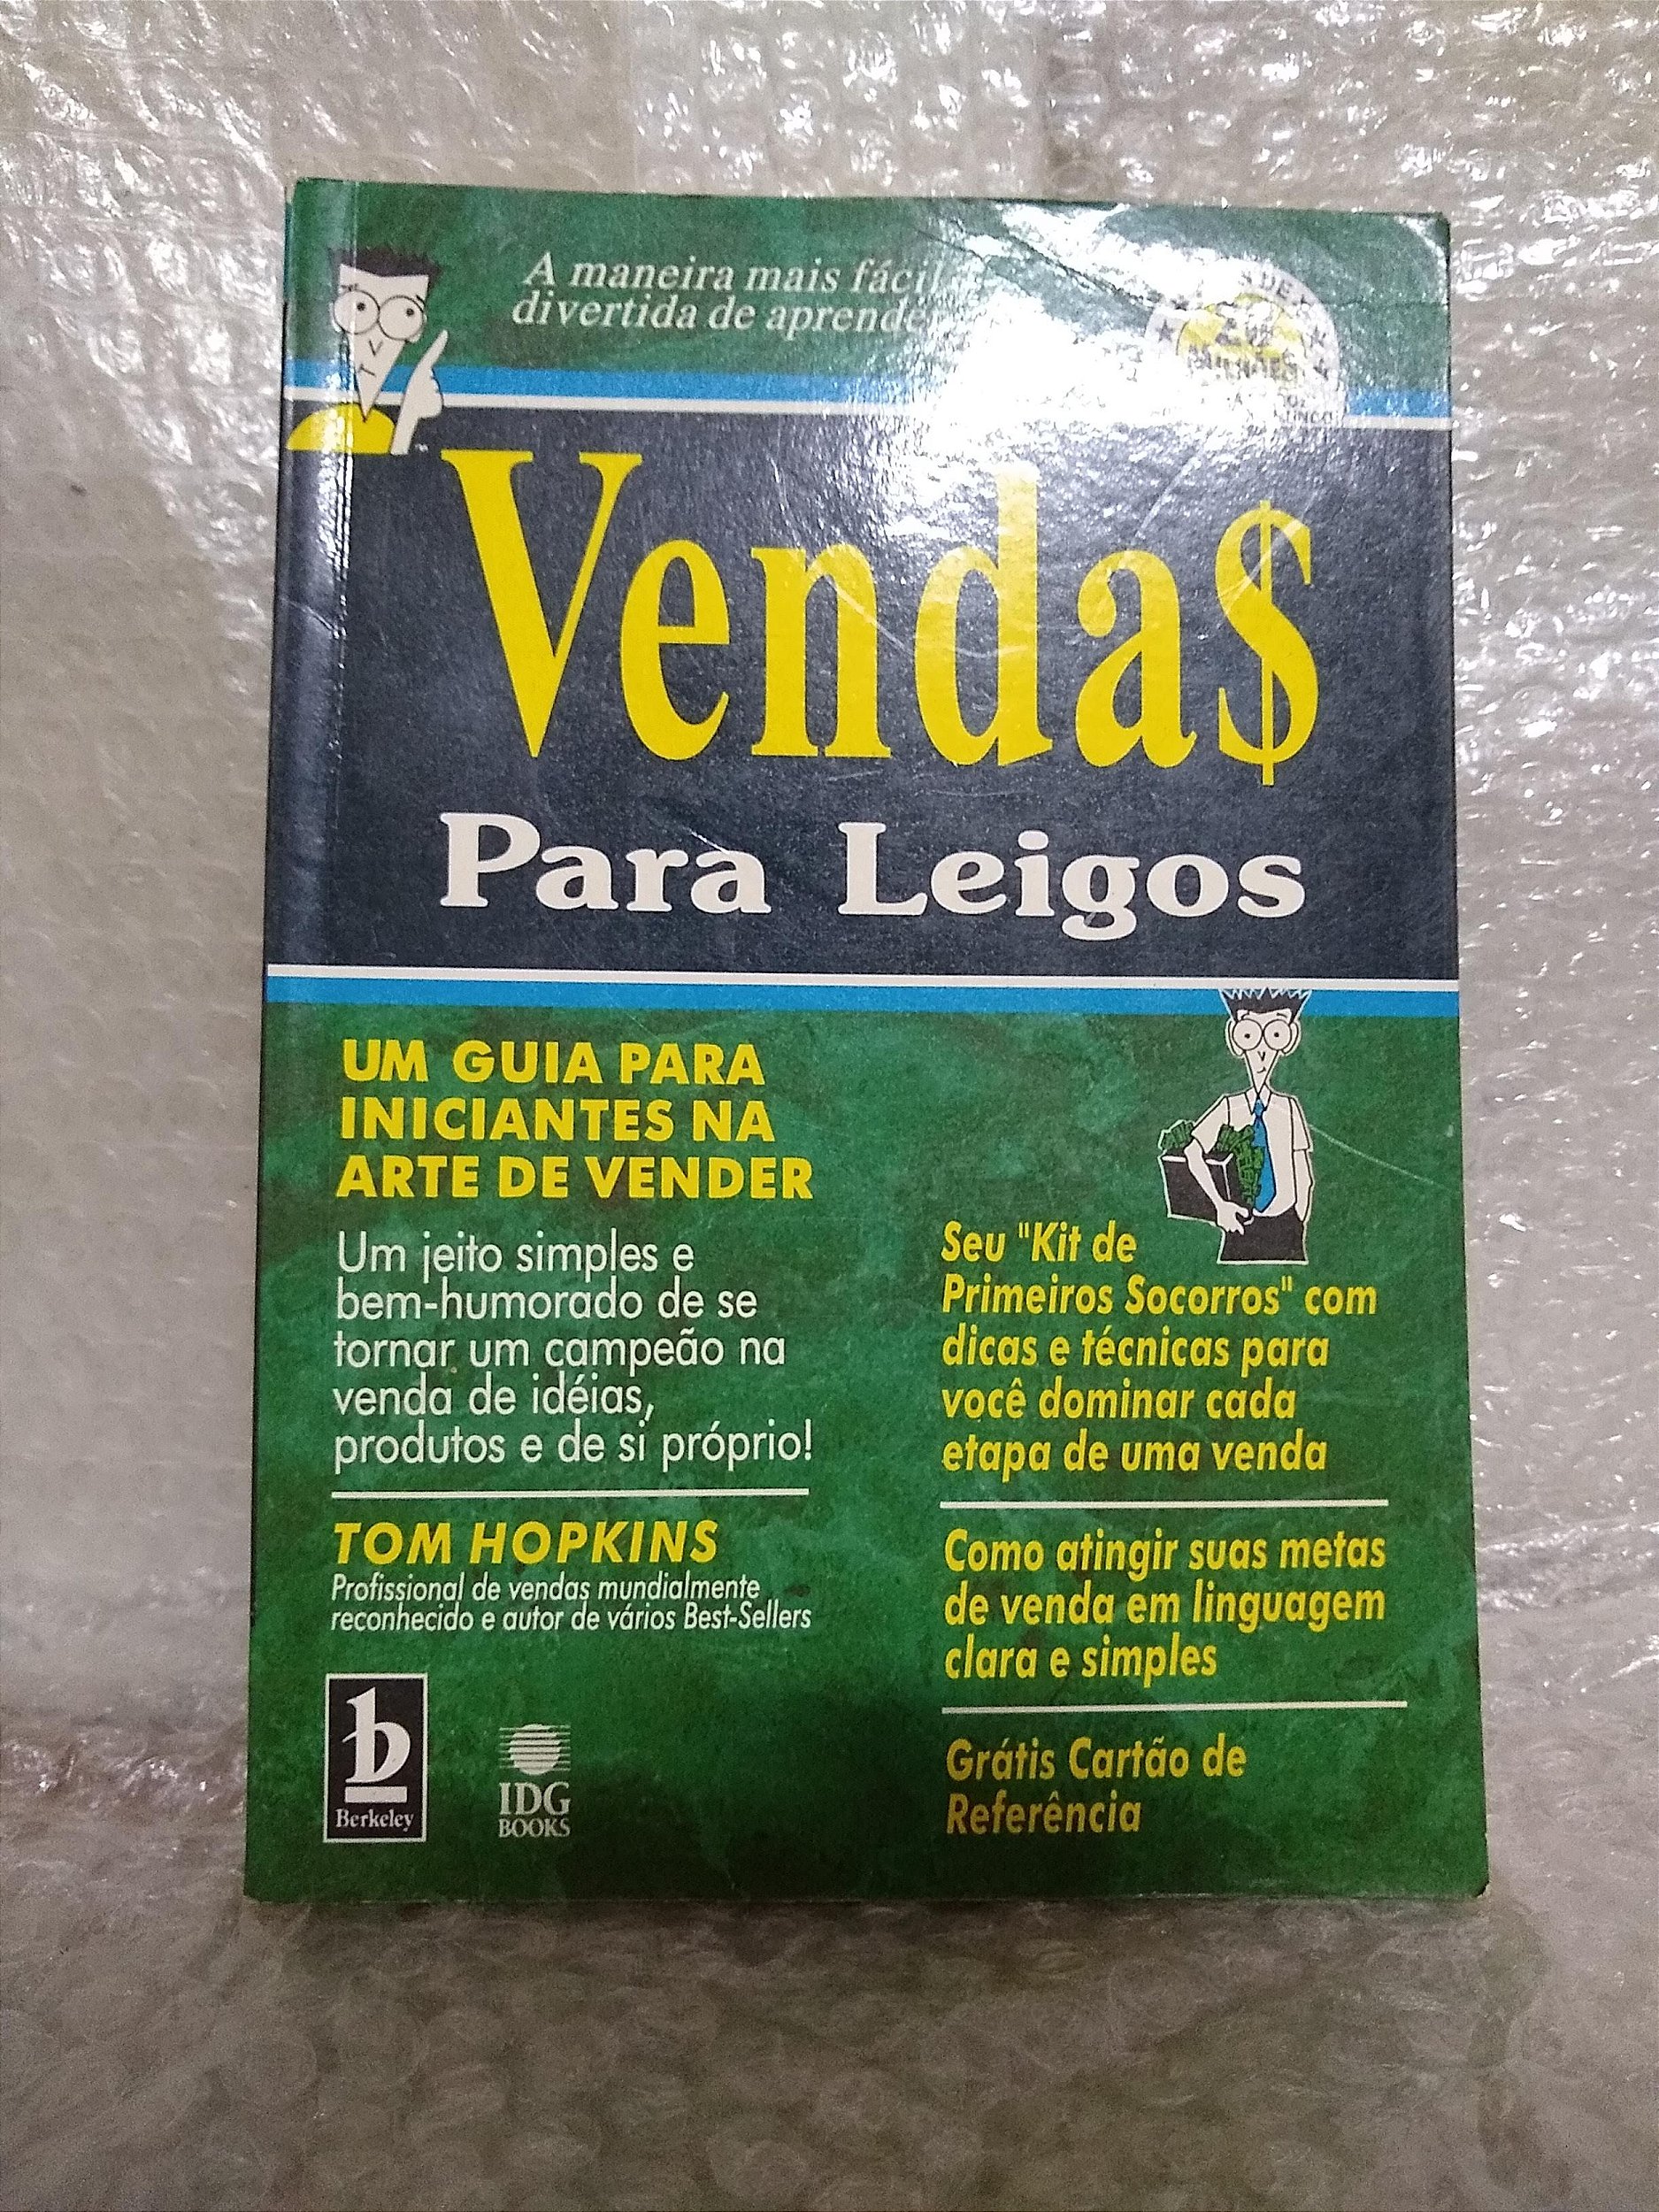 A maneira mais fácil
divertida de aprender
MILHÕES
Venda$
Para Leigos
UM GUIA PARA
INICIANTES NA
ARTE DE VENDER
Um jeito simples e
bem-humorado de se
tornar um campeão na
venda de idéias,
produtos e de si próprio!
TOM HOPKINS
Profissional de vendas mundialmente
reconhecido e autor de vários Best-Sellers
Berkeley
IDG
BOOKS
Seu "Kit de
Primeiros Socorros" com
dicas e técnicas para
você dominar cada
etapa de uma venda
Como atingir suas metas
de venda em linguagem
clara e simples
Grátis Cartão de
Referência